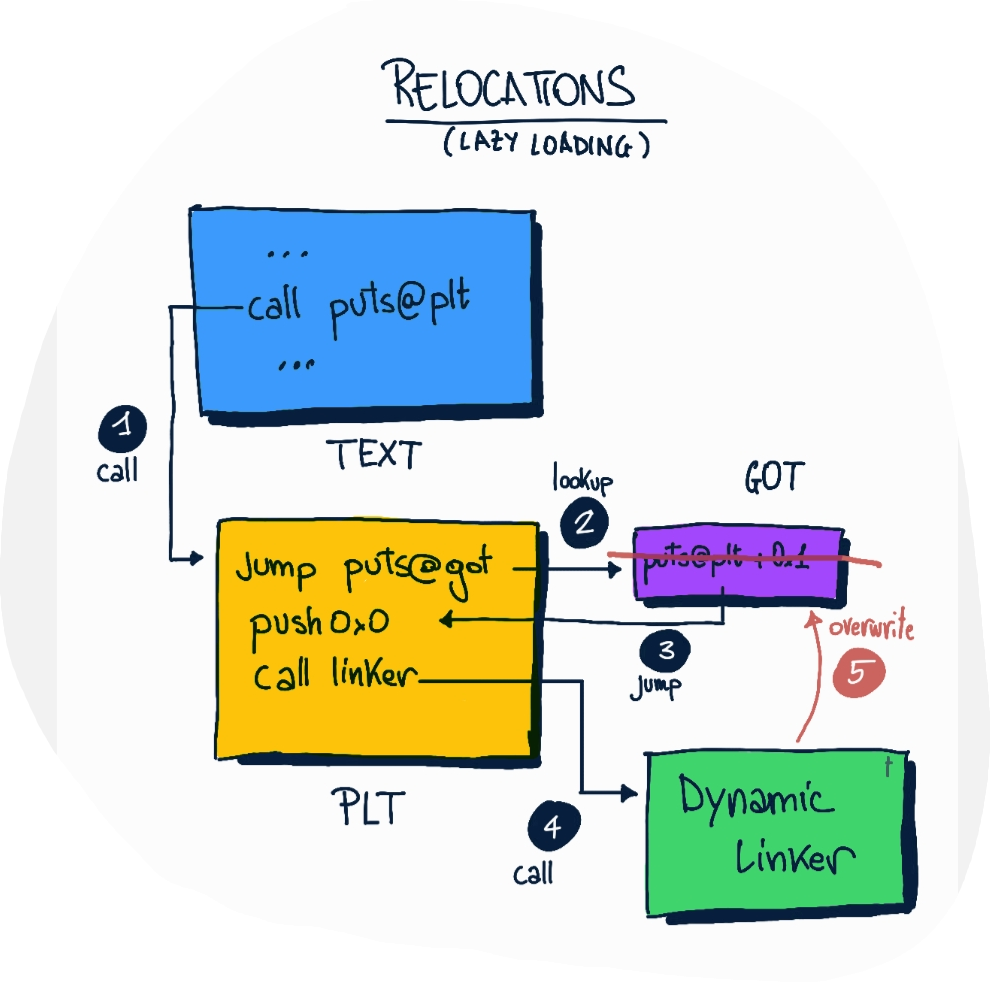 RELOCATIONS
(LAZY LOADING)
...
call puts@plt
...
TEXT
1
call
lookup
2
GOT
Jump puts@got
push 0x0
call linker
puts@plt + 0x1
3
Jump
overwrite
5
PLT
4
call
Dynamic
Linker
†